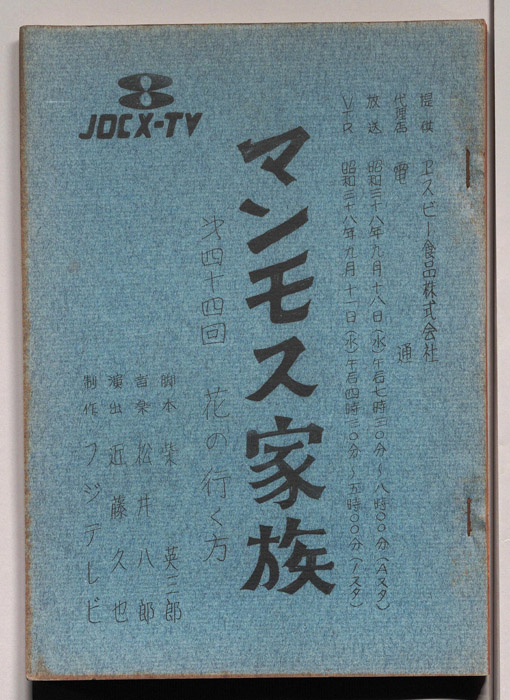 提供 エスビー食品株式会社
代理店 電通
放送 昭和三十八年九月十八日(水)午后七時三〇分〜八時〇〇分(Aスタ)
VTR 昭和三十八年九月十一日(水)午后四時三〇分〜五時〇〇分(Aスタ)
マンモス家族
第四十四回 花の行く方
脚本 柴英三郎
音楽 松井八郎
演出 近藤久也
制作 フジテレビ
JOCX-TV